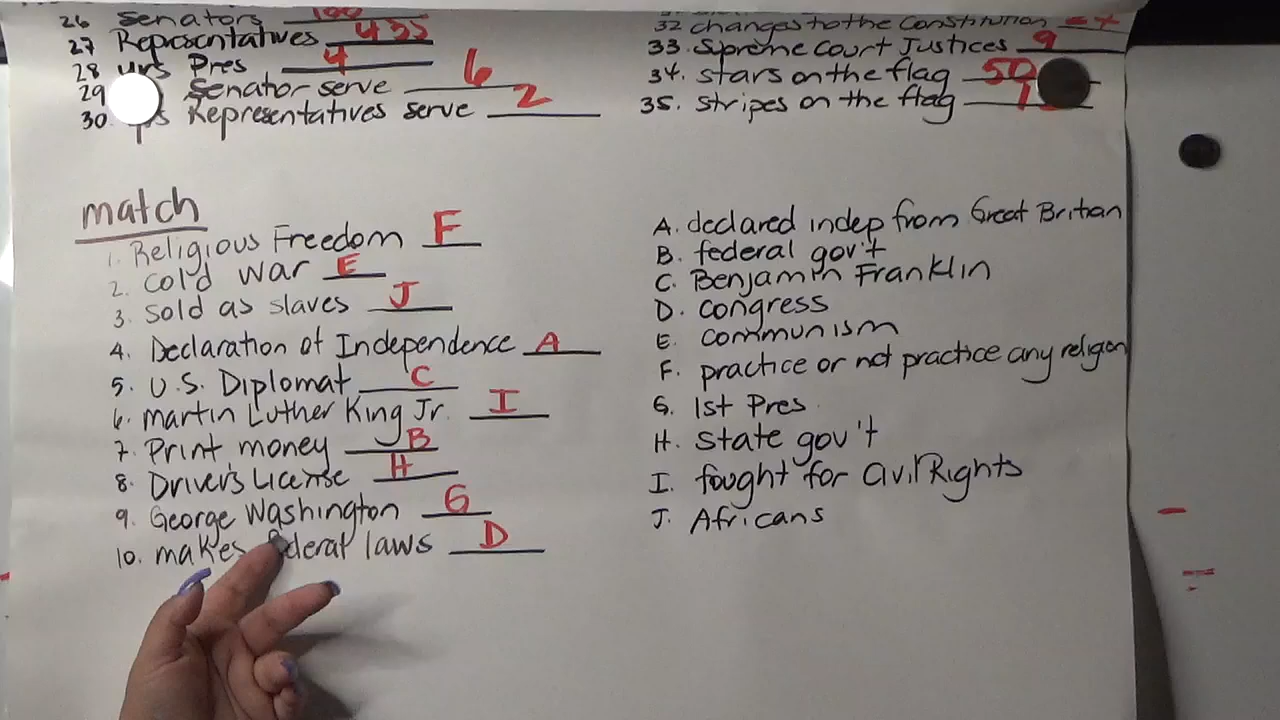 26 Senators 100
27 Representatives 435
28 yrs Pres 4
29 Senator serve 6
30. Representatives serve 2
32 changes to the Constitution
33. Supreme Court Justices 9
34. stars on the flag 50
35. stripes on the flag
match
1. Religious Freedom F
2. cold war E
3. sold as slaves J
4. Declaration of Independence A
5. U.S. Diplomat C
6. martin Luther King Jr. I
7. Print money B
8. Driver's License H
9. George Washington G
10. makes federal laws D
A. declared indep from Great Britian
B. federal gov't
C. Benjamin Franklin
D. congress
E. communism
F. practice or not practice any religon
G. 1st Pres
H. state gov't
I. fought for Civil Rights
J. Africans